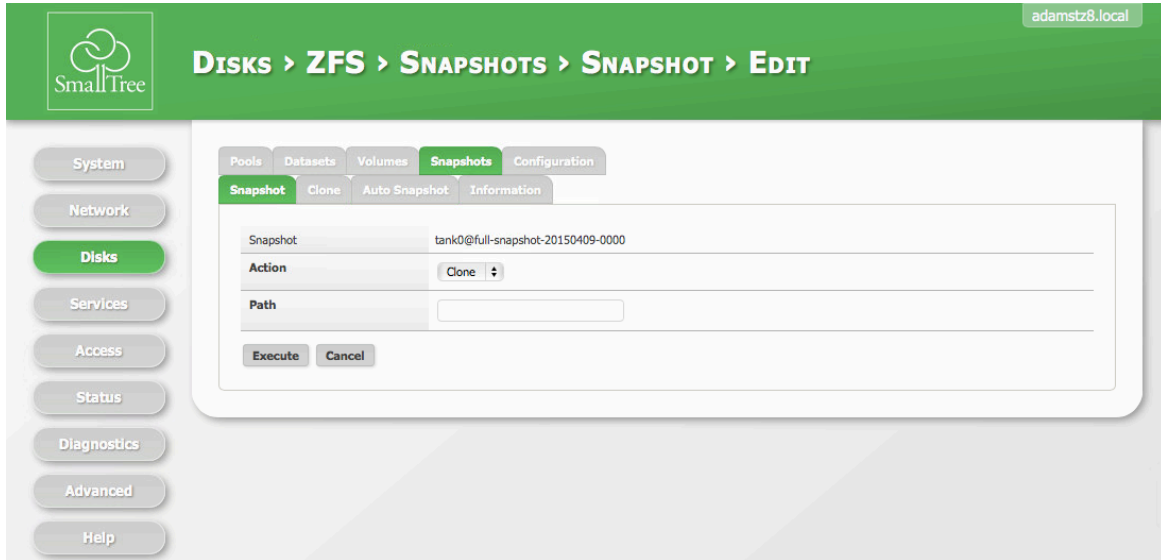 adamstz8.local
SmallTree
DISKS > ZFS > SNAPSHOTS > SNAPSHOT > EDIT
System
Network
Disks
Services
Access
Status
Diagnostics
Advanced
Help
Pools Datasets Volumes Snapshots Configuration
Snapshot Clone Auto Snapshot Information
Snapshot tank0@full-snapshot-20150409-0000
Action Clone
Path
Execute Cancel